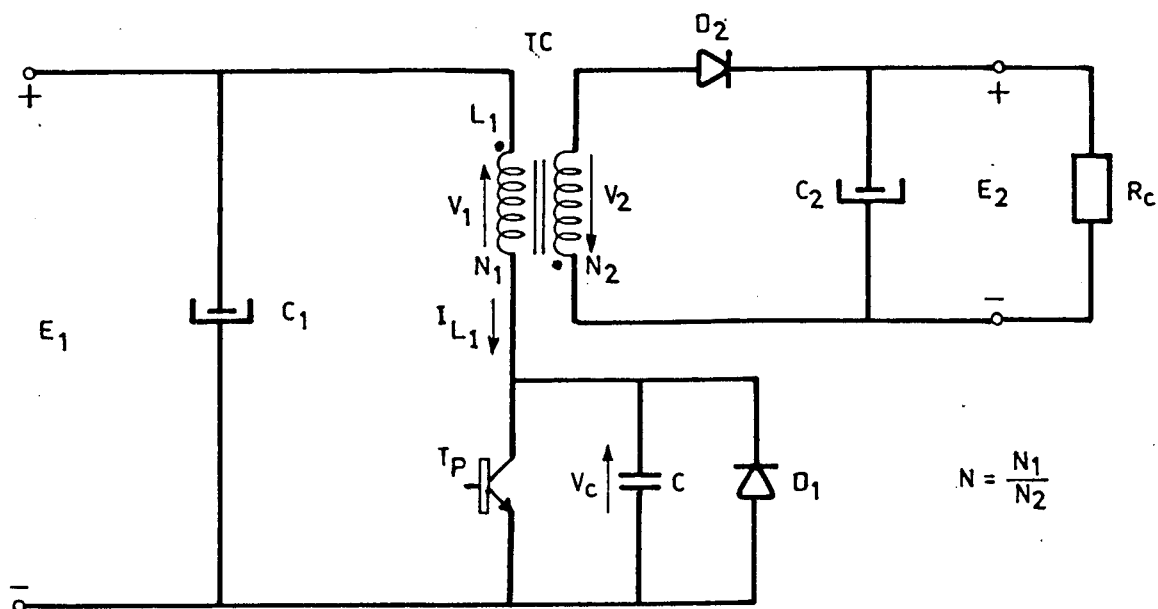 TC
D2
+
L1
V1
N1
V2
N2
C2
+
E2
Rc
E1
C1
IL1
−
TP
Vc
C
D1
N = N1/N2
−